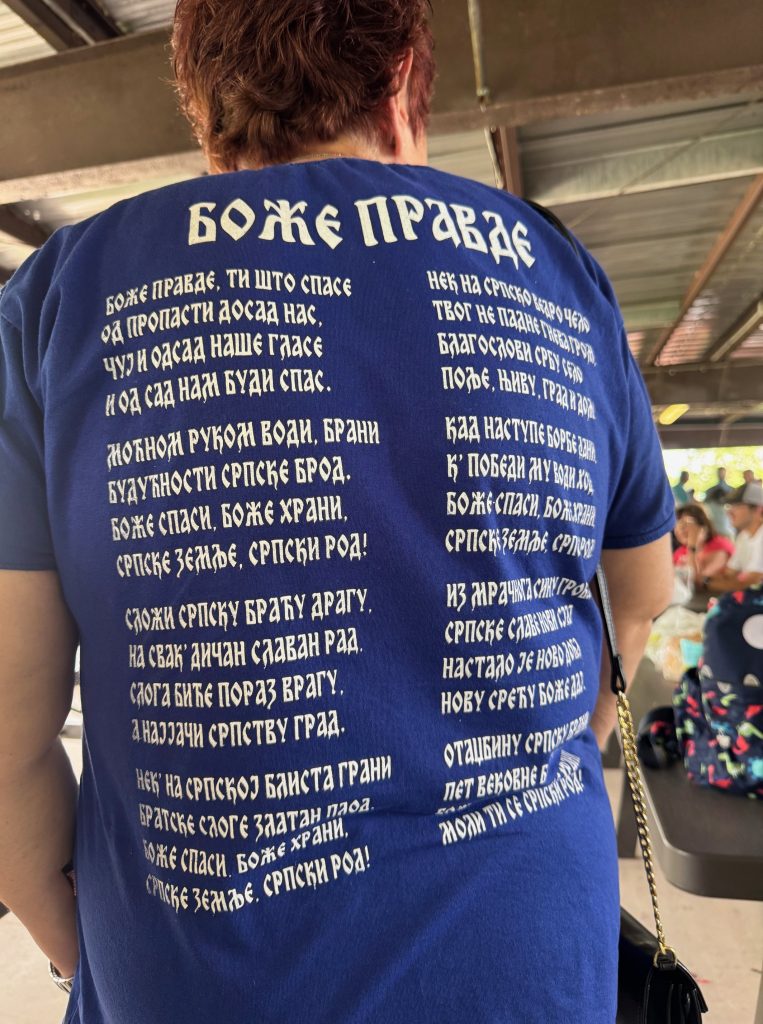 БОЖЕ ПРАВДЕ
БОЖЕ ПРАВДЕ, ТИ ШТО СПАСЕ
ОД ПРОПАСТИ ДОСАД НАС,
ЧУЈ И ОДСАД НАШЕ ГЛАСЕ
И ОД САД НАМ БУДИ СПАС.
МОЋНОМ РУКОМ ВОДИ, БРАНИ
БУДУЋНОСТИ СРПСКЕ БРОД,
БОЖЕ СПАСИ, БОЖЕ ХРАНИ,
СРПСКЕ ЗЕМЉЕ, СРПСКИ РОД!
СЛОЖИ СРПСКУ БРАЋУ ДРАГУ,
НА СВАК' ДИЧАН СЛАВАН РАД,
СЛОГА БИЋЕ ПОРАЗ ВРАГУ,
А НАЈЈАЧИ СРПСТВУ ГРАД.
НЕК' НА СРПСКОЈ БЛИСТА ГРАНИ
БРАТСКЕ СЛОГЕ ЗЛАТАН ПЛОД,
БОЖЕ СПАСИ, БОЖЕ ХРАНИ,
СРПСКЕ ЗЕМЉЕ, СРПСКИ РОД!
НЕК НА СРПСКО ВЕДРО ЧЕЛО
ТВОГ НЕ ПАДНЕ ГНЕВА ГРОМ,
БЛАГОСЛОВИ СРБУ СЕЛО
ПОЉЕ, ЊИВУ, ГРАД И ДОМ.
КАД НАСТУПЕ БОРБЕ ДАНИ,
К' ПОБЕДИ МУ ВОДИ ХОД,
БОЖЕ СПАСИ, БОЖЕ ХРАНИ,
СРПСКЕ ЗЕМЉЕ,
ИЗ МРАЧНОГА СИНУ ГРОБА
СРПСКЕ СЛАВЕ НОВИ
НАСТАЛО ЈЕ НОВО ДОБА
НОВУ СРЕЋУ БОЖЕ ДАЈ.
ОТАЏБИНУ СРПСКУ
ПЕТ ВЕКОВНЕ
МОЛИ ТИ СЕ СРПСКИ РОД!